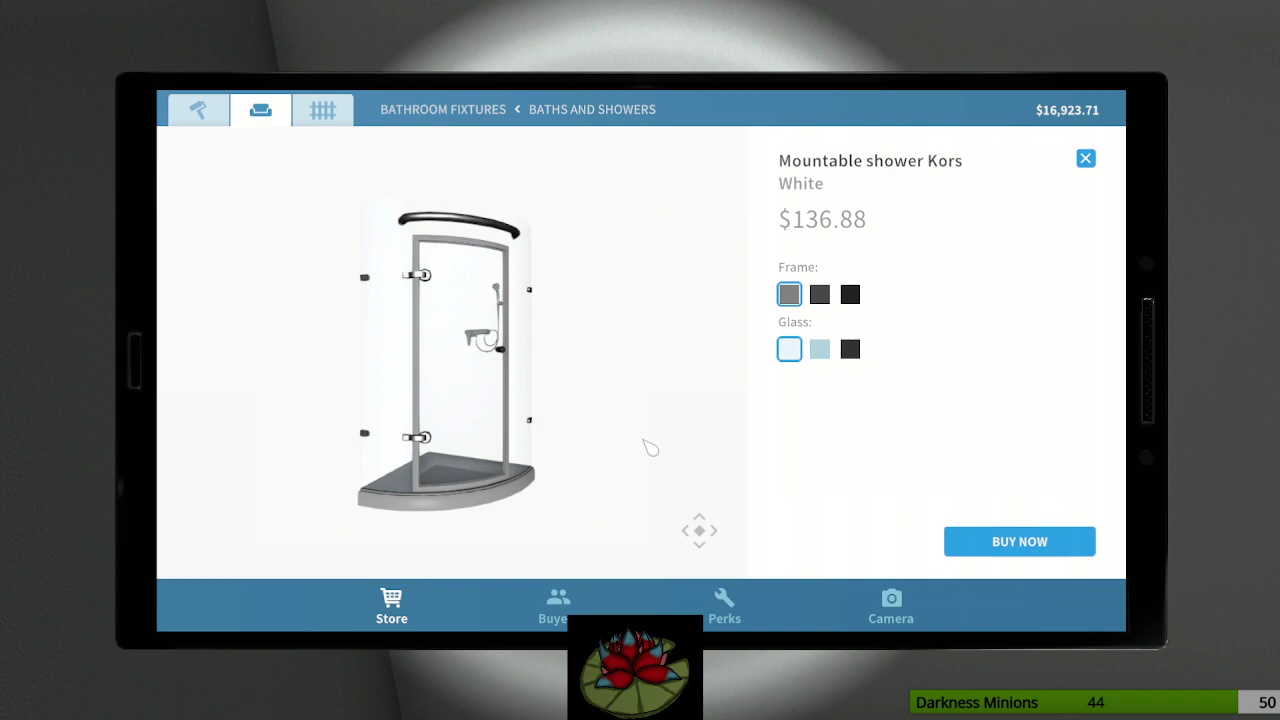 BATHROOM FIXTURES < BATHS AND SHOWERS
$16,923.71
Mountable shower Kors
White
$136.88
Frame:
Glass:
BUY NOW
Store
Buye
Perks
Camera
Darkness Minions 44 50